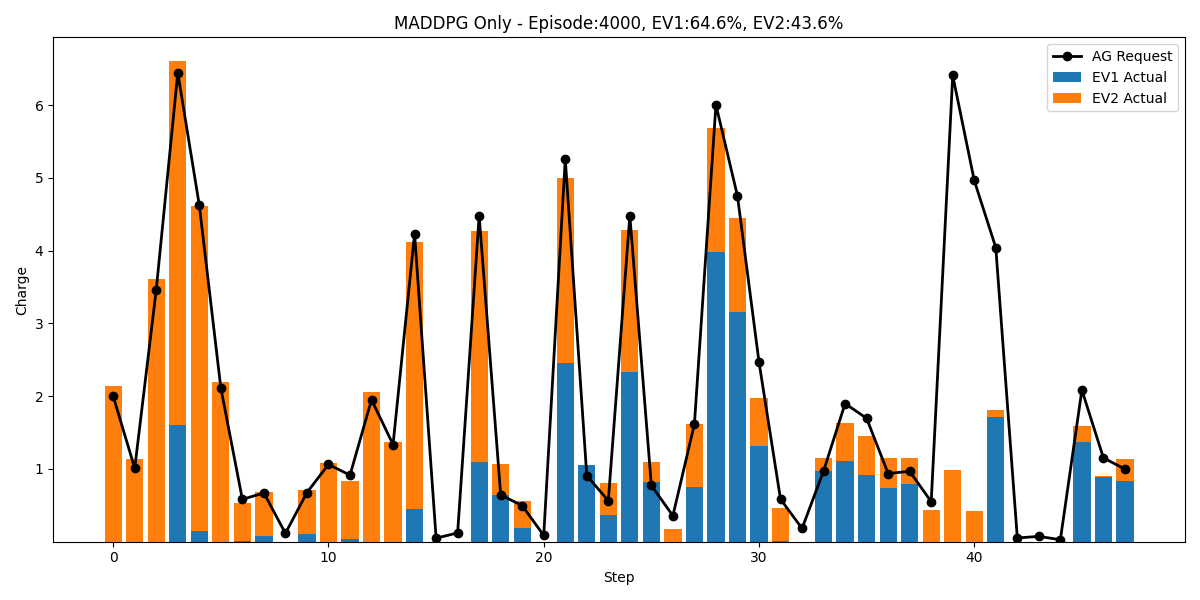 MADDPG Only - Episode:4000, EV1:64.6%, EV2:43.6%
AG Request
EV1 Actual
EV2 Actual
Charge
6
5
4
3
2
1
0
10
20
30
40
Step